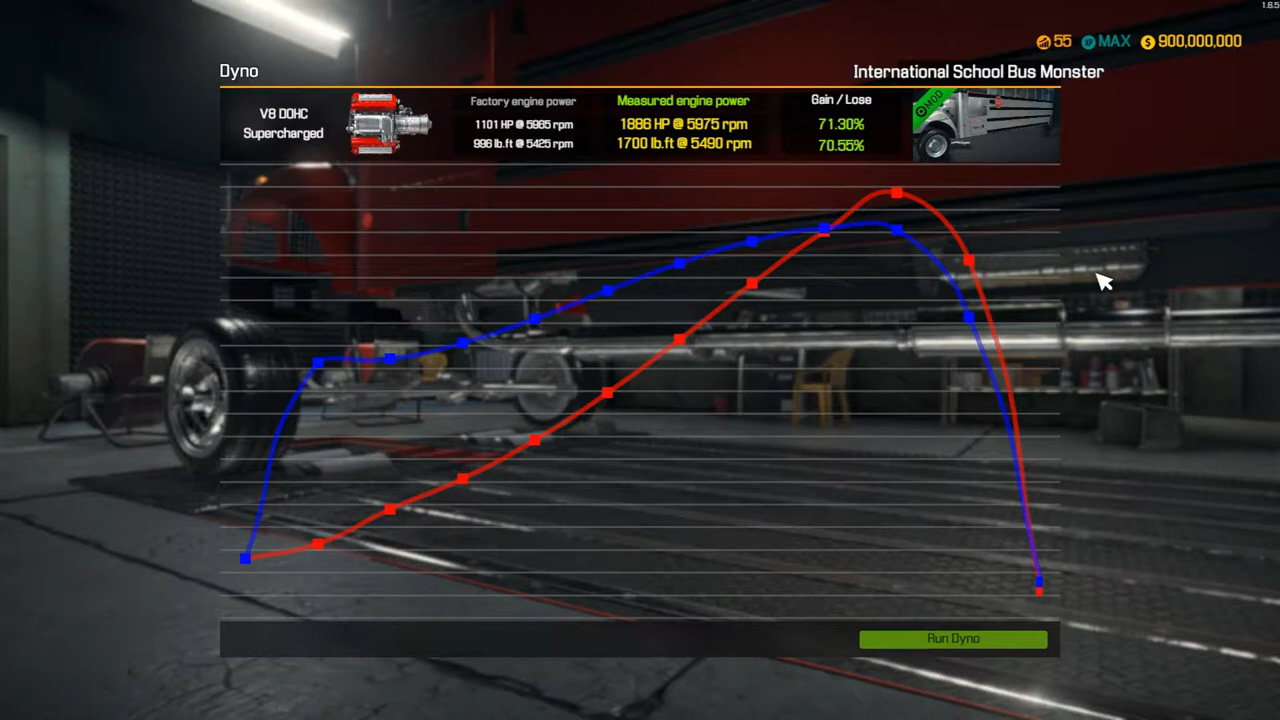 1.6.5
55 XP MAX $ 900,000,000
Dyno
International School Bus Monster
V8 DOHC
Supercharged
Factory engine power
1101 HP @ 5965 rpm
996 lb.ft @ 5425 rpm
Measured engine power
1886 HP @ 5975 rpm
1700 lb.ft @ 5490 rpm
Gain / Lose
71.30%
70.55%
MOD
Run Dyno